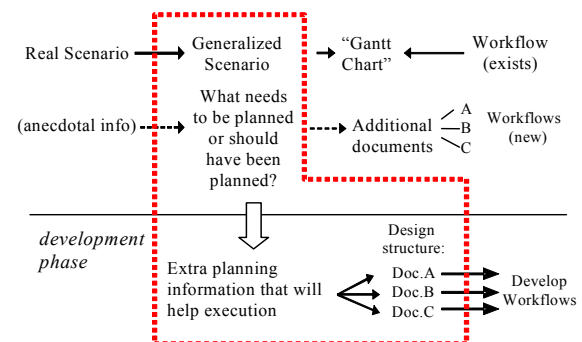 Real Scenario
Generalized
Scenario
“Gantt
Chart”
Workflow
(exists)
(anecdotal info)
What needs
to be planned
or should
have been
planned?
Additional
documents
A
B
C
Workflows
(new)
development
phase
Extra planning
information that will
help execution
Design
structure:
Doc.A
Doc.B
Doc.C
Develop
Workflows